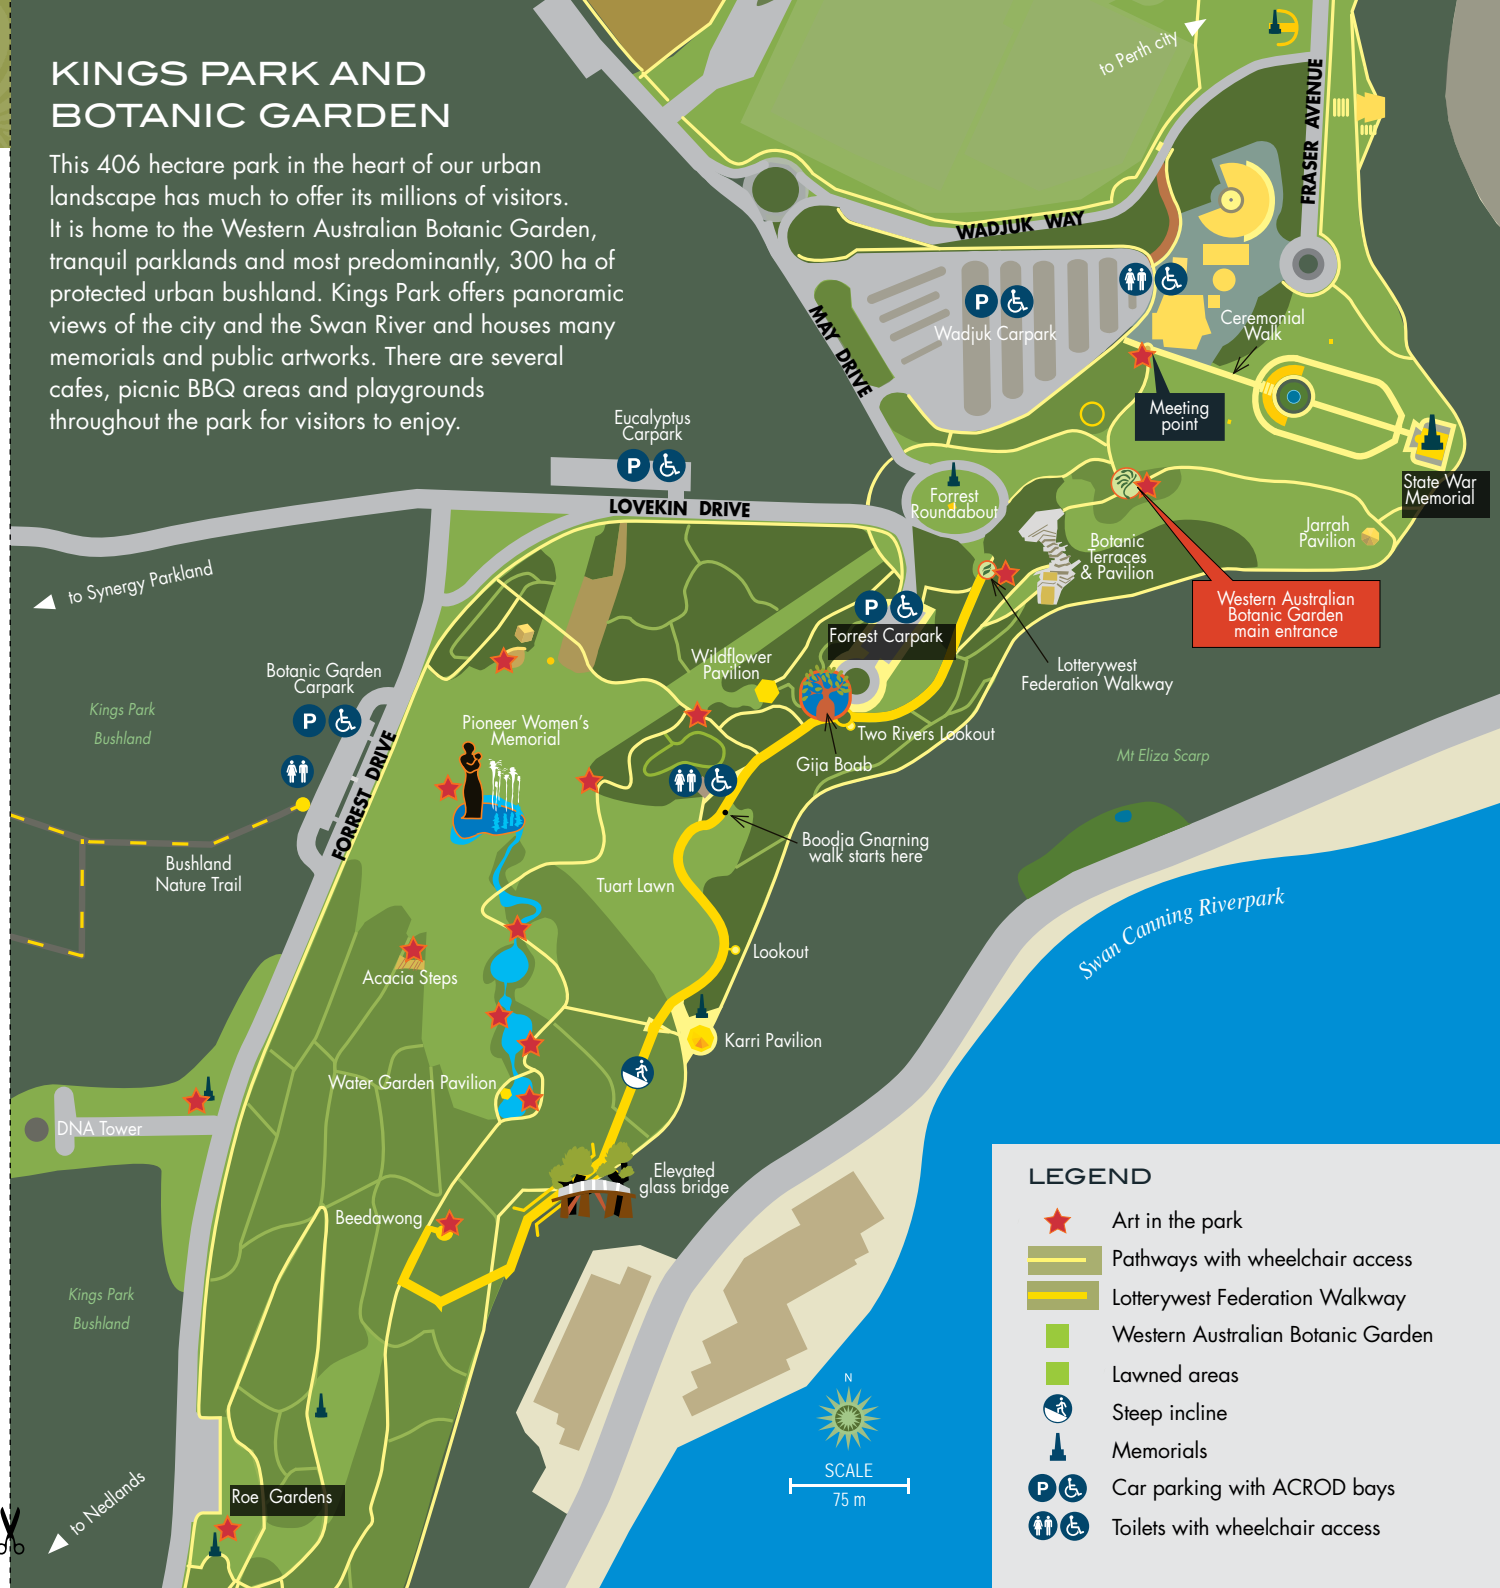 KINGS PARK AND
BOTANIC GARDEN
This 406 hectare park in the heart of our urban
landscape has much to offer its millions of visitors.
It is home to the Western Australian Botanic Garden,
tranquil parklands and most predominantly, 300 ha of
protected urban bushland. Kings Park offers panoramic
views of the city and the Swan River and houses many
memorials and public artworks. There are several
cafes, picnic BBQ areas and playgrounds
throughout the park for visitors to enjoy.
to Perth city
FRASER AVENUE
WADJUK WAY
MAY DRIVE
P
Wadjuk Carpark
Ceremonial
Walk
Meeting
point
State War
Memorial
Eucalyptus
Carpark
P
LOVEKIN DRIVE
Forrest
Roundabout
Jarrah
Pavilion
Botanic
Terraces
& Pavilion
Western Australian
Botanic Garden
main entrance
to Synergy Parkland
P
Forrest Carpark
Lotterywest
Federation Walkway
Wildflower
Pavilion
Botanic Garden
Carpark
P
Kings Park
Bushland
FORREST DRIVE
Pioneer Women's
Memorial
Two Rivers Lookout
Gija Boab
Mt Eliza Scarp
Boodja Gnarning
walk starts here
Bushland
Nature Trail
Tuart Lawn
Swan Canning Riverpark
Lookout
Acacia Steps
Karri Pavilion
Water Garden Pavilion
DNA Tower
Elevated
glass bridge
Beedawong
Kings Park
Bushland
Roe Gardens
to Nedlands
N
SCALE
75 m
LEGEND
Art in the park
Pathways with wheelchair access
Lotterywest Federation Walkway
Western Australian Botanic Garden
Lawned areas
Steep incline
Memorials
P
Car parking with ACROD bays
Toilets with wheelchair access